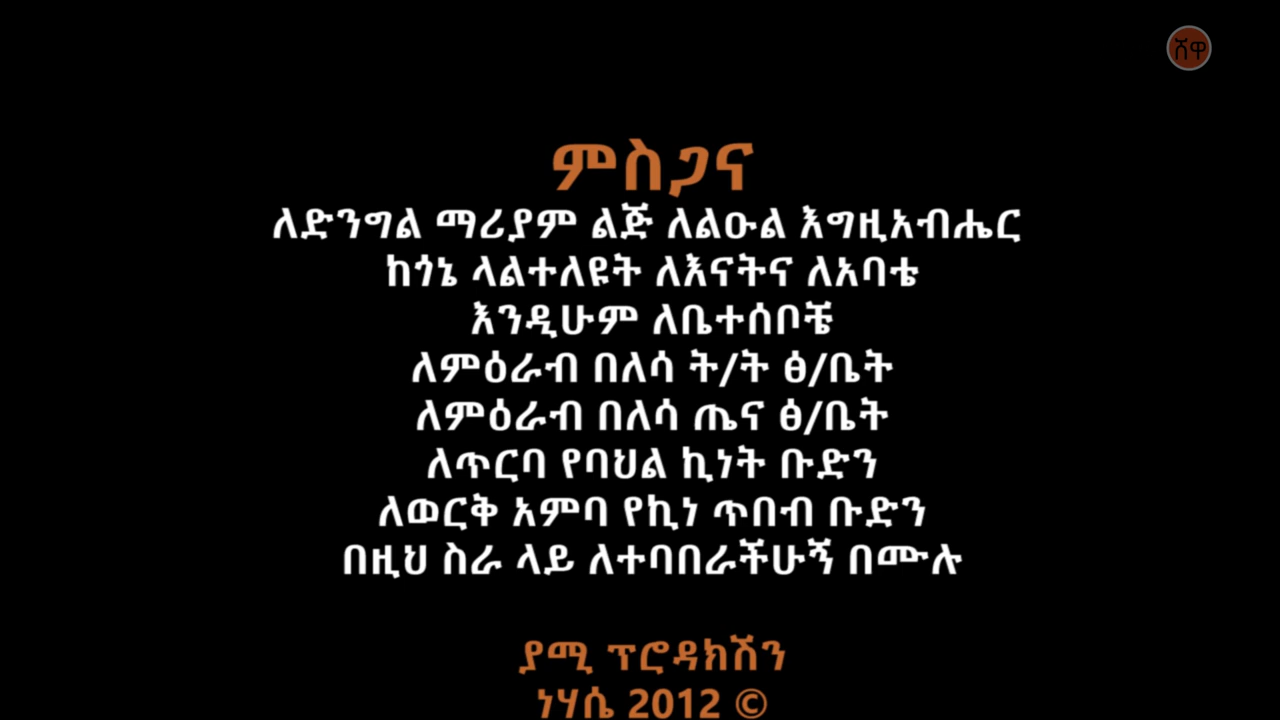 ሸዋ
ምስጋና
ለድንግል ማሪያም ልጅ ለልዑል እግዚአብሔር
ከጎኔ ላልተለዩት ለእናትና ለአባቴ
እንዲሁም ለቤተሰቦቼ
ለምዕራብ በለሳ ት/ት ፅ/ቤት
ለምዕራብ በለሳ ጤና ፅ/ቤት
ለጥርባ የባህል ኪነት ቡድን
ለወርቅ አምባ የኪነ ጥበብ ቡድን
በዚህ ስራ ላይ ለተባበራችሁኝ በሙሉ
ያሚ ፕሮዳክሽን
ነሃሴ 2012 ©